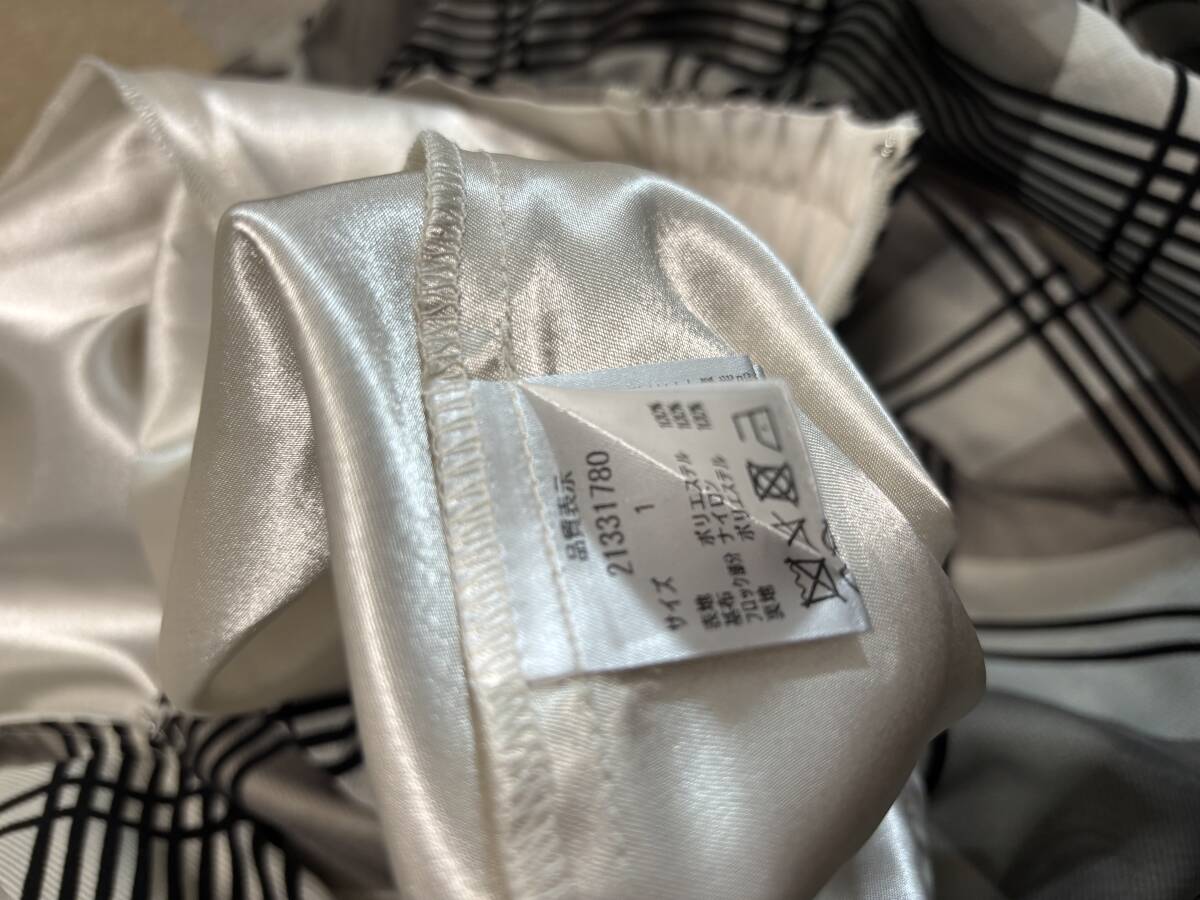 品質表示
21331780
サイズ 1
表地 ポリエステル 100%
基布 ナイロン 100%
フロック部分
裏地 ポリエステル 100%